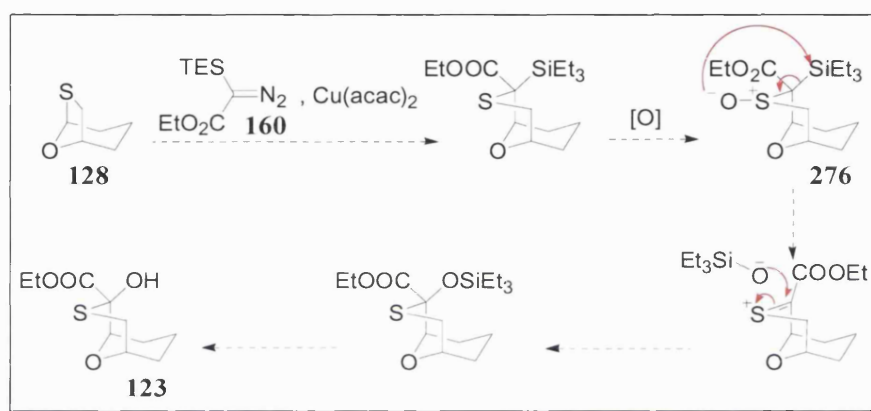 TES
S
N2 , Cu(acac)2
EtO2C 160
O
128
EtOOC SiEt3
S
O
[O]
EtO2C SiEt3
- O-S +
O
276
Et3Si O - COOEt
+ S
O
EtOOC OSiEt3
S
O
EtOOC OH
S
O
123